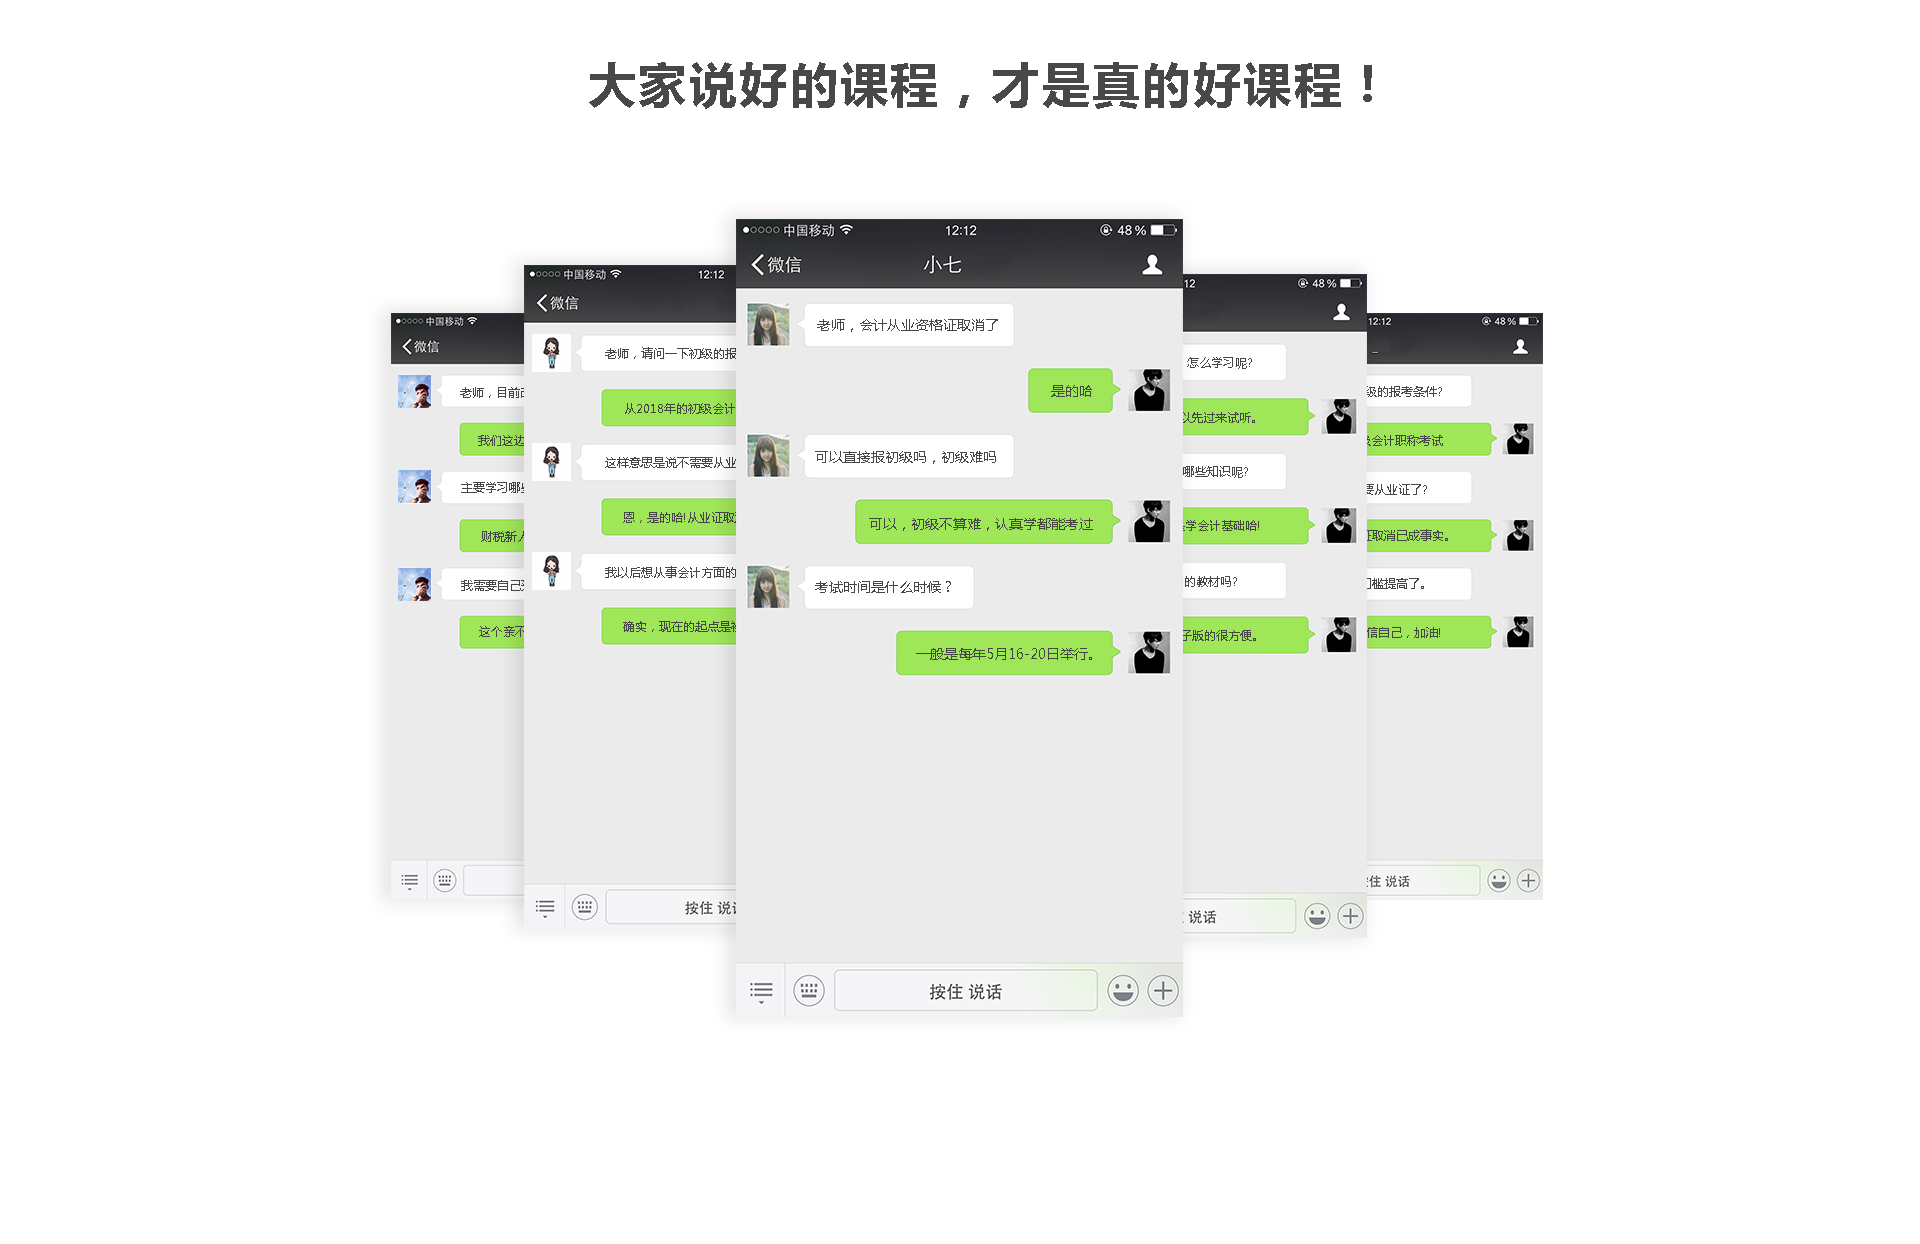 大家说好的课程，才是真的好课程！
中国移动 12:12 48%
微信 小七
老师，会计从业资格证取消了
是的哈
可以直接报初级吗，初级难吗
可以，初级不算难，认真学都能考过
考试时间是什么时候？
一般是每年5月16-20日举行。
按住 说话
中国移动 12:12
微信
老师，请问一下初级的报
从2018年的初级会计
这样意思是说不需要从业
恩，是的哈!从业证取
我以后想从事会计方面的
确实，现在的起点是
按住 说
中国移动
微信
老师，目前
我们这边
主要学习哪
财税新
我需要自己
这个亲不
12 48%
怎么学习呢?
以先过来试听。
哪些知识呢?
学会计基础哈!
的教材吗?
子版的很方便。
说话
12:12 48%
级的报考条件?
会计职称考试
要从业证了?
证取消已成事实。
门槛提高了。
信自己，加油!
住 说话